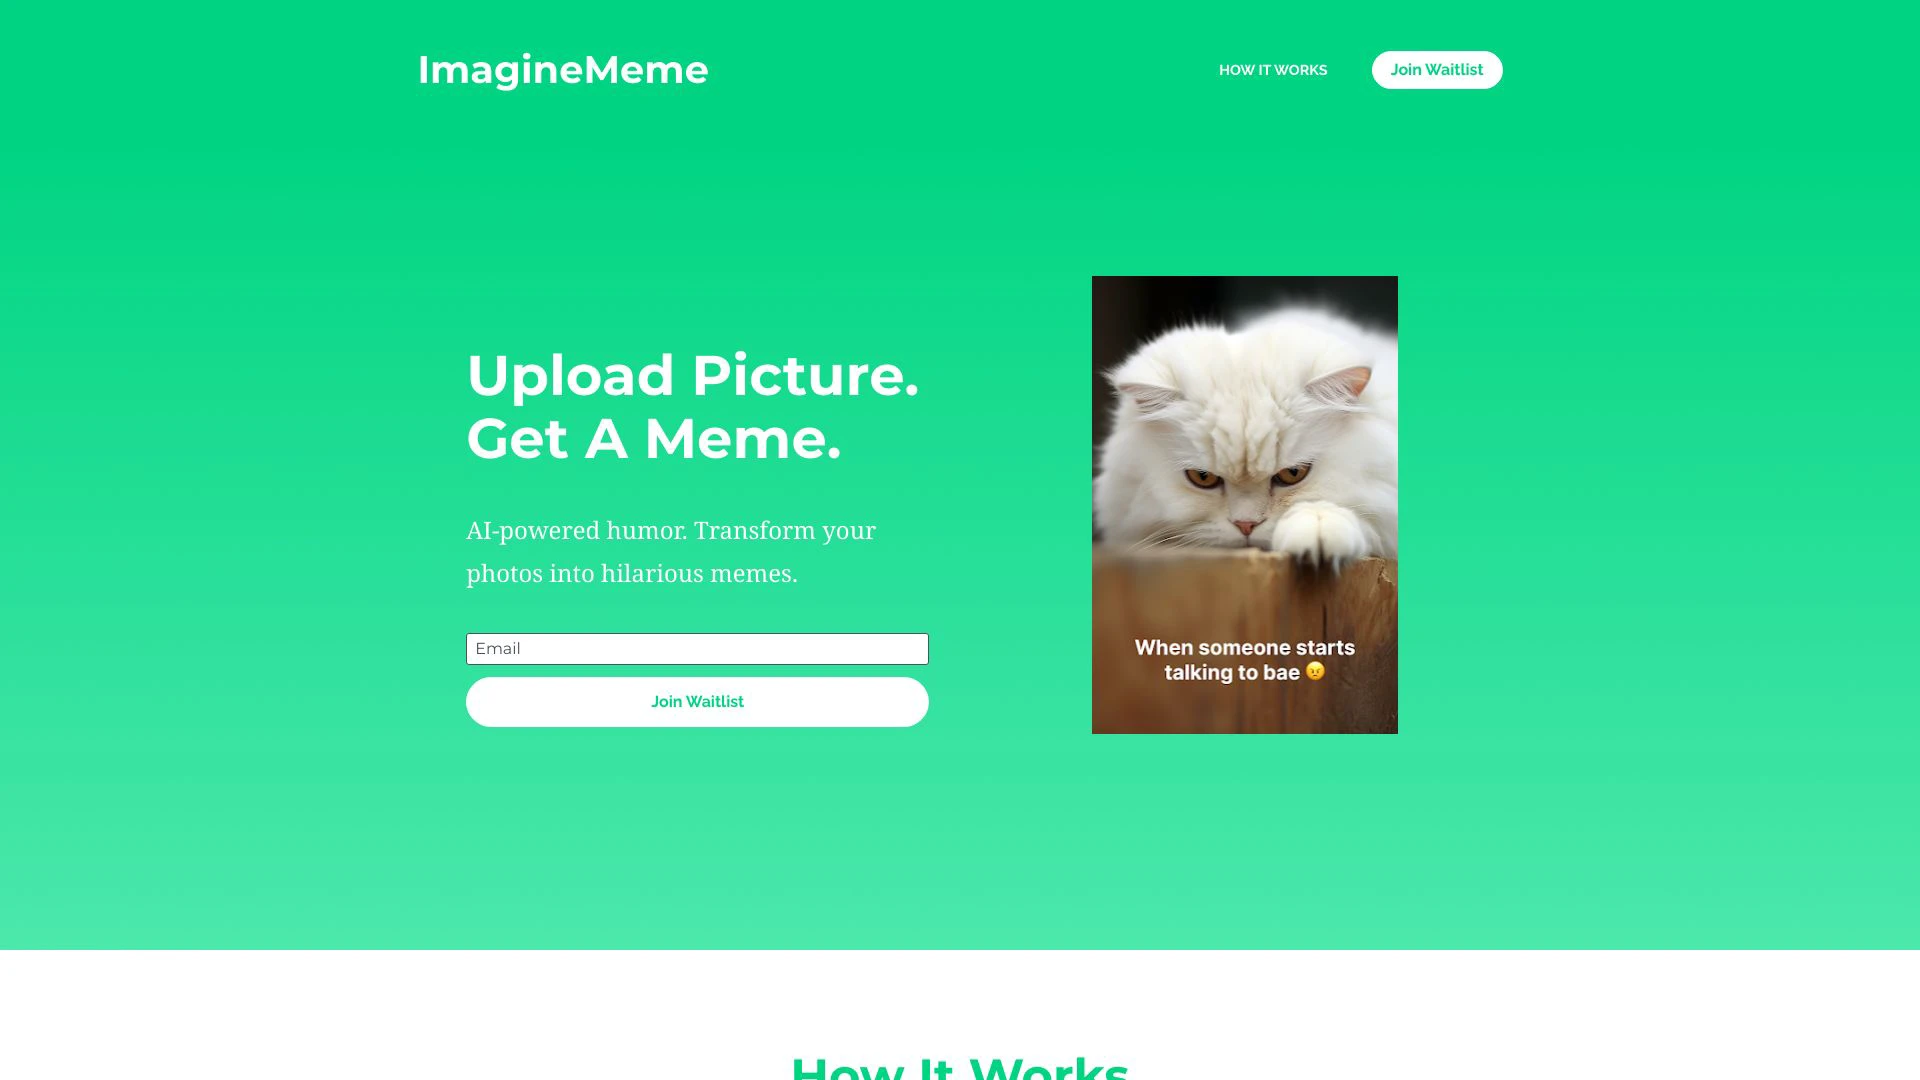 ImagineMeme
HOW IT WORKS
Join Waitlist
Upload Picture.
Get A Meme.
AI-powered humor. Transform your
photos into hilarious memes.
Email
Join Waitlist
When someone starts
talking to bae 😠
How It Works